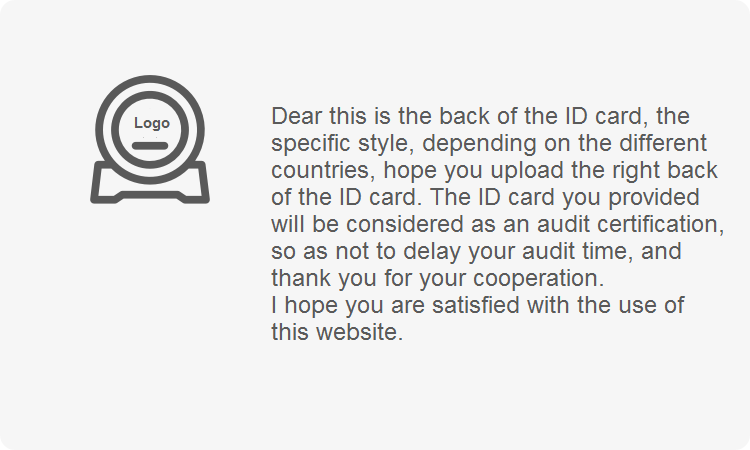 Logo
Dear this is the back of the ID card, the
specific style, depending on the different
countries, hope you upload the right back
of the ID card. The ID card you provided
will be considered as an audit certification,
so as not to delay your audit time, and
thank you for your cooperation.
I hope you are satisfied with the use of
this website.